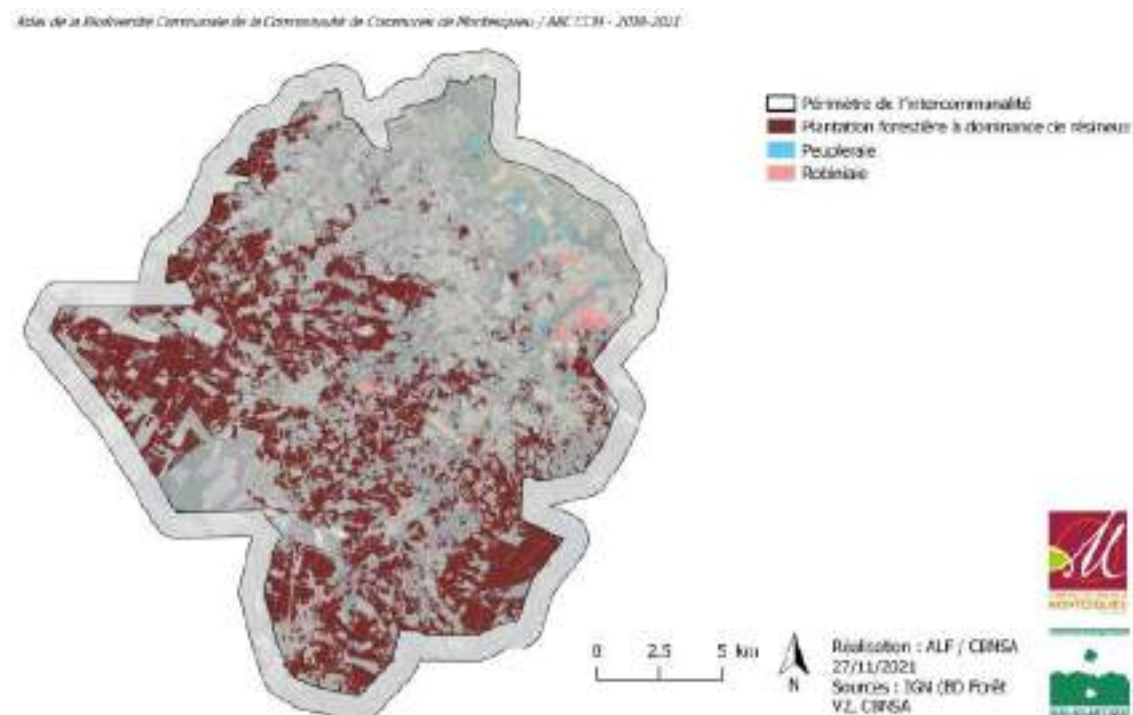 Atlas de la Biodiversité Communale de la Communauté de Communes de Montesquieu / ABC CCM - 2018-2021
Périmètre de l'intercommunalité
Plantation forestière à dominance de résineux
Peupleraie
Robiniaie
0 2.5 5 km
N
Réalisation : ALF / CBNSA
27/11/2021
Sources : IGN (BD Forêt
V2, CBNSA
M
MONTESQUIEU